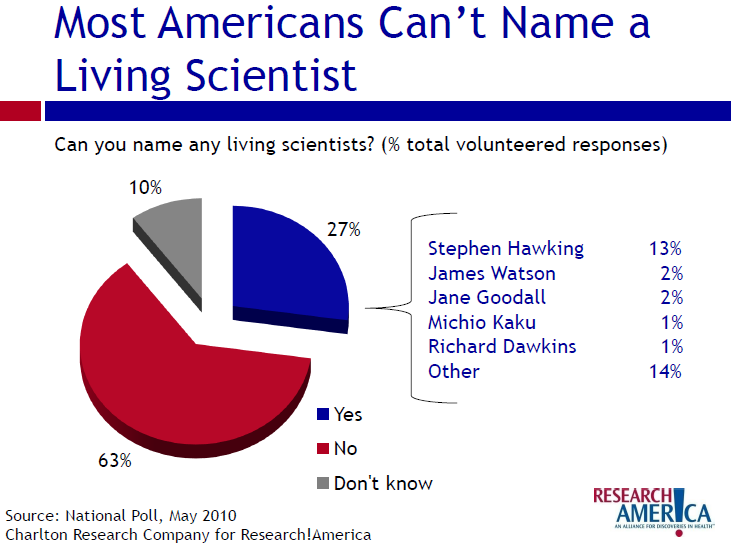 Most Americans Can't Name a
Living Scientist
Can you name any living scientists? (% total volunteered responses)
10%
27%
Stephen Hawking 13%
James Watson 2%
Jane Goodall 2%
Michio Kaku 1%
Richard Dawkins 1%
Other 14%
Yes
No
Don't know
63%
Source: National Poll, May 2010
Charlton Research Company for Research!America
RESEARCH
AMERICA
AN ALLIANCE FOR DISCOVERIES IN HEALTH™